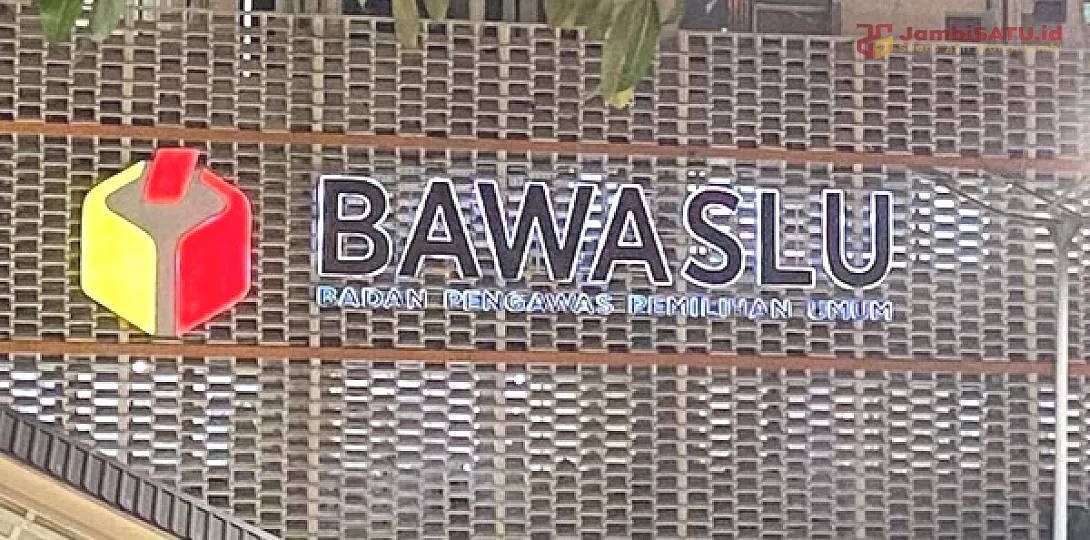 JambiSATU.id
BAWASLU
BADAN PENGAWAS PEMILIHAN UMUM